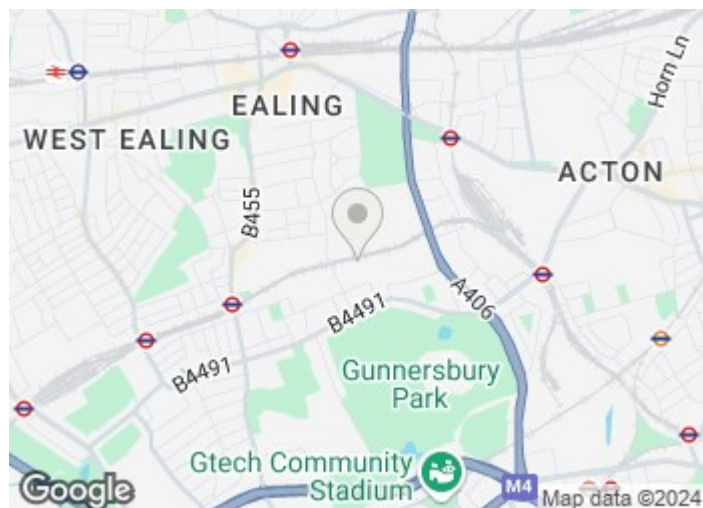 Horn Ln
EALING
WEST EALING
ACTON
B455
A406
B4491
B4491
Gunnersbury
Park
Gtech Community
Stadium
M4
Google
Map data ©2024